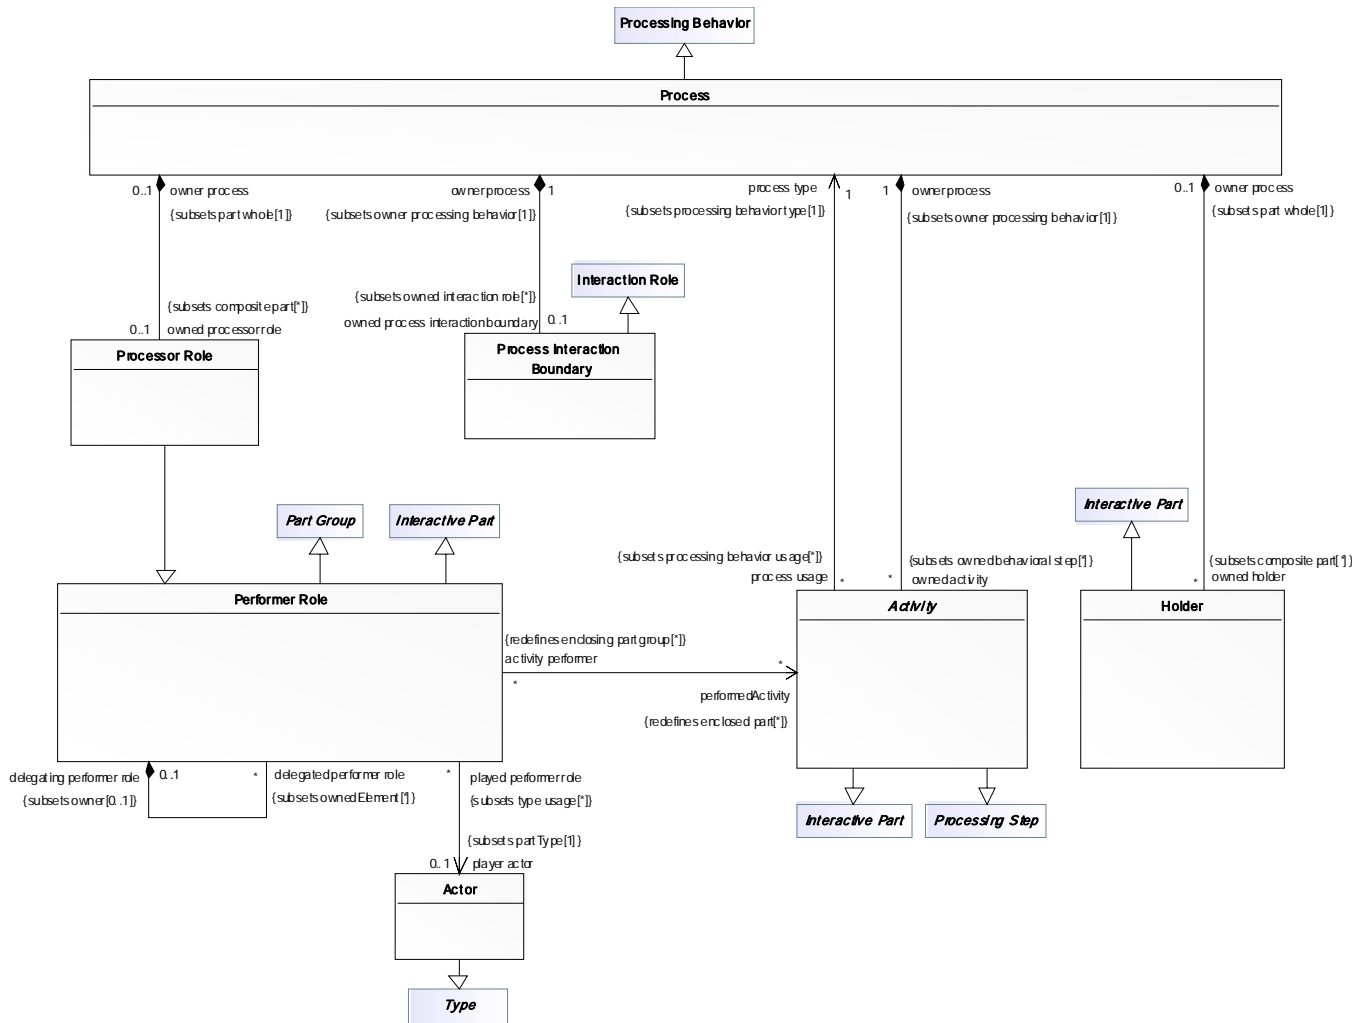 Processing Behavior
Process
0..1 owner process
{subsets part whole[1]}
owner process 1
{subsets owner processing behavior[1]}
process type 1
{subsets processing behavior type[1]}
1 owner process
{subsets owner processing behavior[1]}
0..1 owner process
{subsets part whole[1]}
Interaction Role
{subsets composite part[*]}
0..1 owned processor role
{subsets owned interaction role[*]}
owned process interaction boundary 0..1
Processor Role
Process Interaction
Boundary
Part Group
Interactive Part
Interactive Part
{subsets processing behavior usage[*]}
process usage *
{subsets owned behavioral step[*]}
* owned activity
{subsets composite part[*]}
* owned holder
Performer Role
Activity
Holder
{redefines enclosing part group[*]}
activity performer
*
*
performedActivity
{redefines enclosed part[*]}
delegating performer role 0..1
{subsets owner[0..1]}
* delegated performer role
{subsets ownedElement[*]}
* played performer role
{subsets type usage[*]}
Interactive Part
Processing Step
{subsets partType[1]}
0..1 player actor
Actor
Type